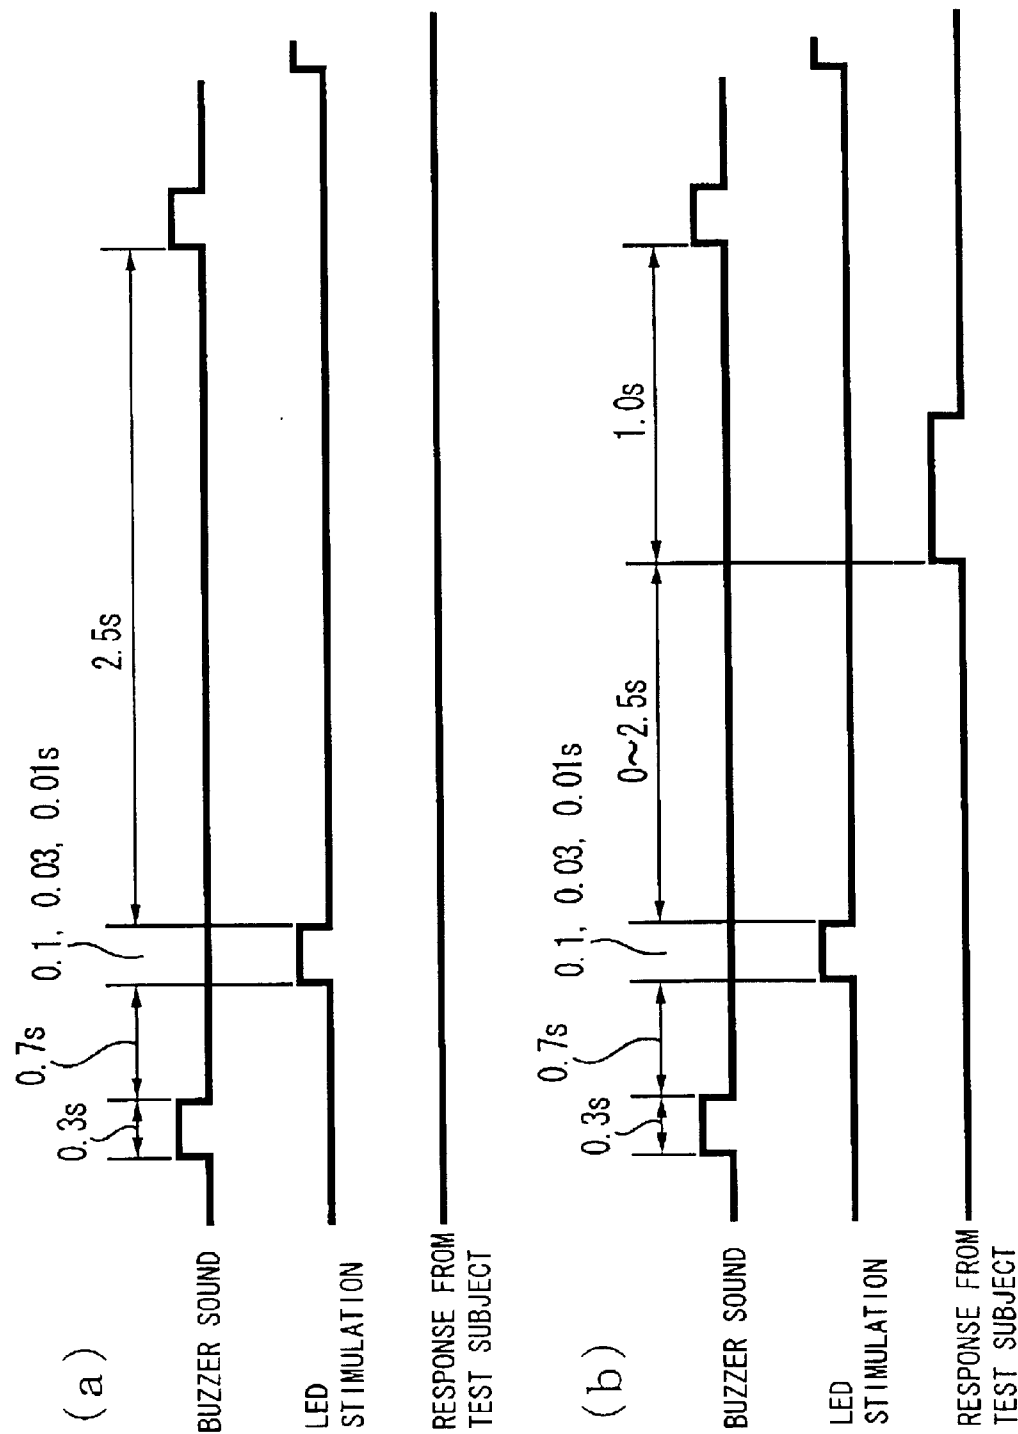 (a)
0.3s
0.7s
0.1, 0.03, 0.01s
2.5s
BUZZER SOUND
LED
STIMULATION
RESPONSE FROM
TEST SUBJECT
(b)
0.3s
0.7s
0.1, 0.03, 0.01s
0~2.5s
1.0s
BUZZER SOUND
LED
STIMULATION
RESPONSE FROM
TEST SUBJECT